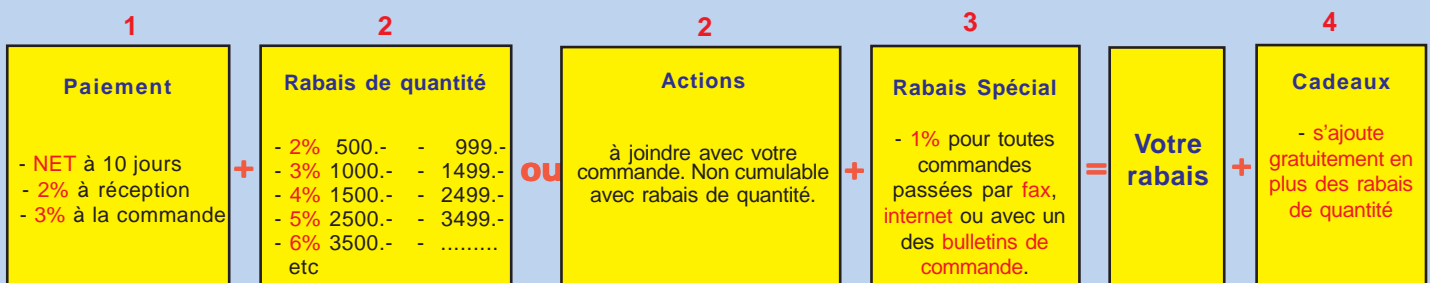 1
Paiement
- NET à 10 jours
- 2% à réception
- 3% à la commande
+
2
Rabais de quantité
- 2% 500.- - 999.-
- 3% 1000.- - 1499.-
- 4% 1500.- - 2499.-
- 5% 2500.- - 3499.-
- 6% 3500.- - .........
etc
ou
2
Actions
à joindre avec votre
commande. Non cumulable
avec rabais de quantité.
+
3
Rabais Spécial
- 1% pour toutes
commandes
passées par fax,
internet ou avec un
des bulletins de
commande.
=
Votre
rabais
+
4
Cadeaux
- s'ajoute
gratuitement en
plus des rabais
de quantité